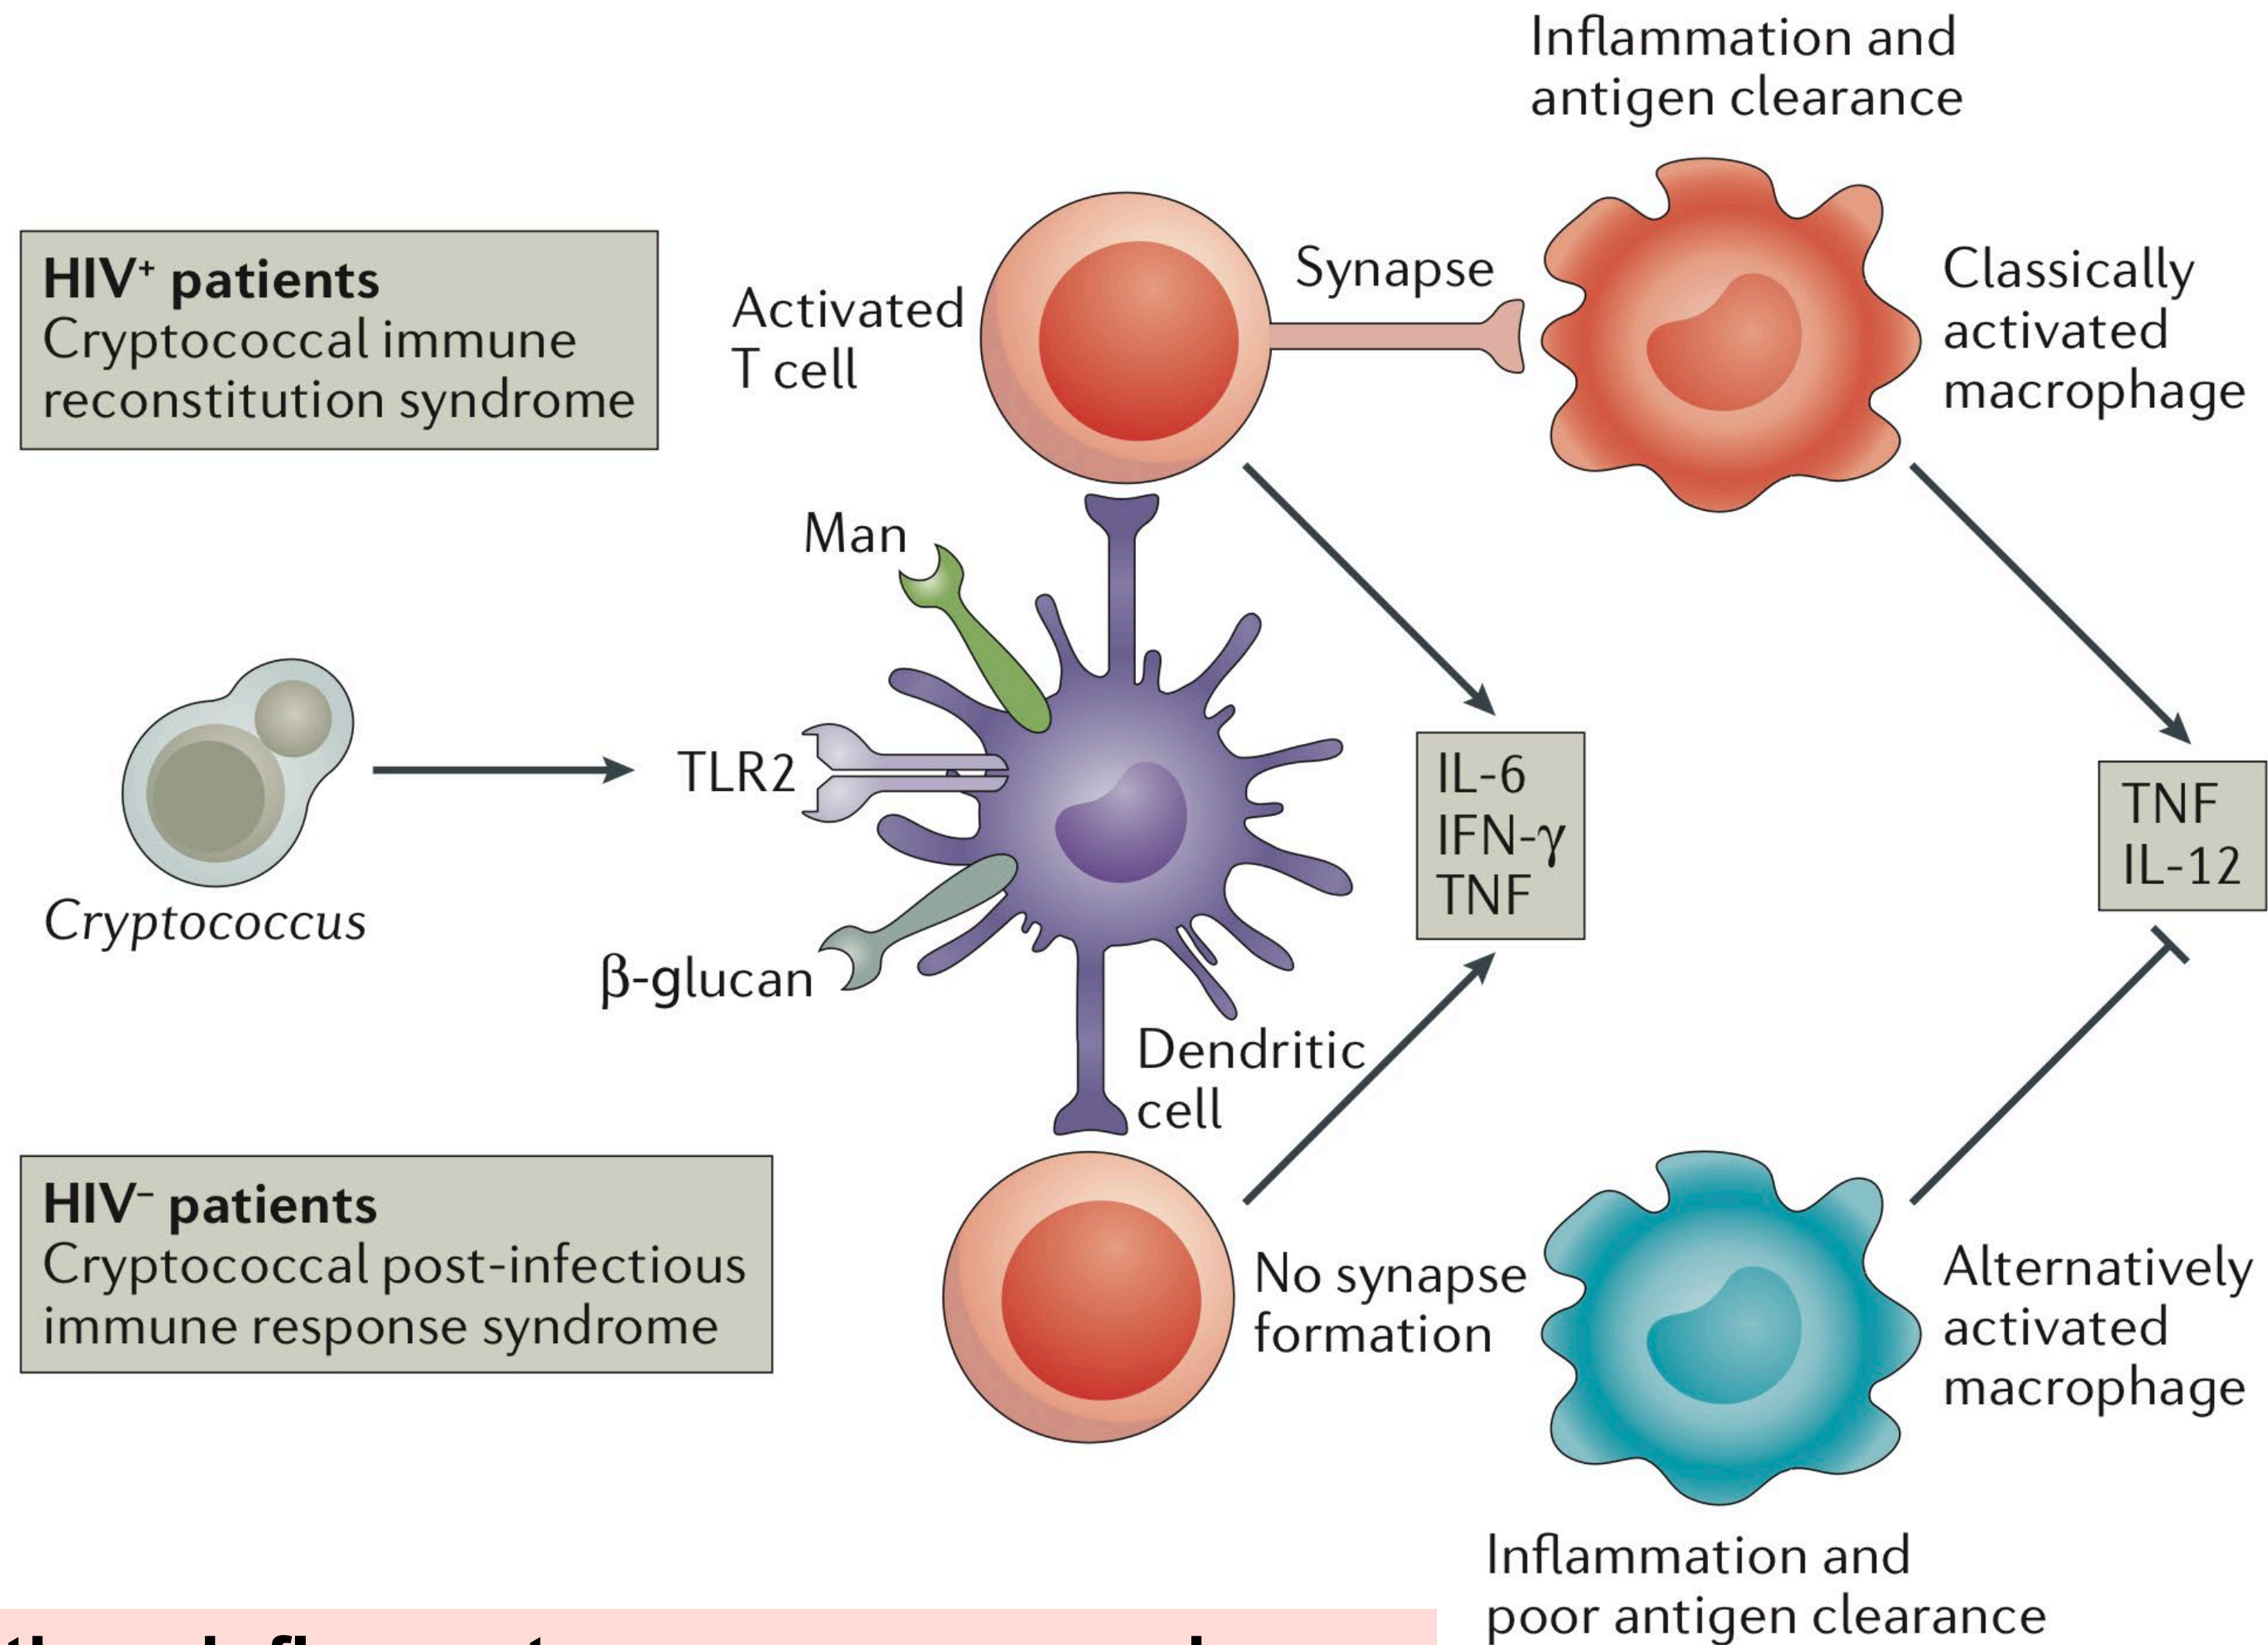 Inflammation and
antigen clearance
HIV⁺ patients
Cryptococcal immune
reconstitution syndrome
Activated
T cell
Synapse
Classically
activated
macrophage
Man
TLR2
β-glucan
Cryptococcus
Dendritic
cell
IL-6
IFN-γ
TNF
TNF
IL-12
HIV⁻ patients
Cryptococcal post-infectious
immune response syndrome
No synapse
formation
Alternatively
activated
macrophage
Inflammation and
poor antigen clearance